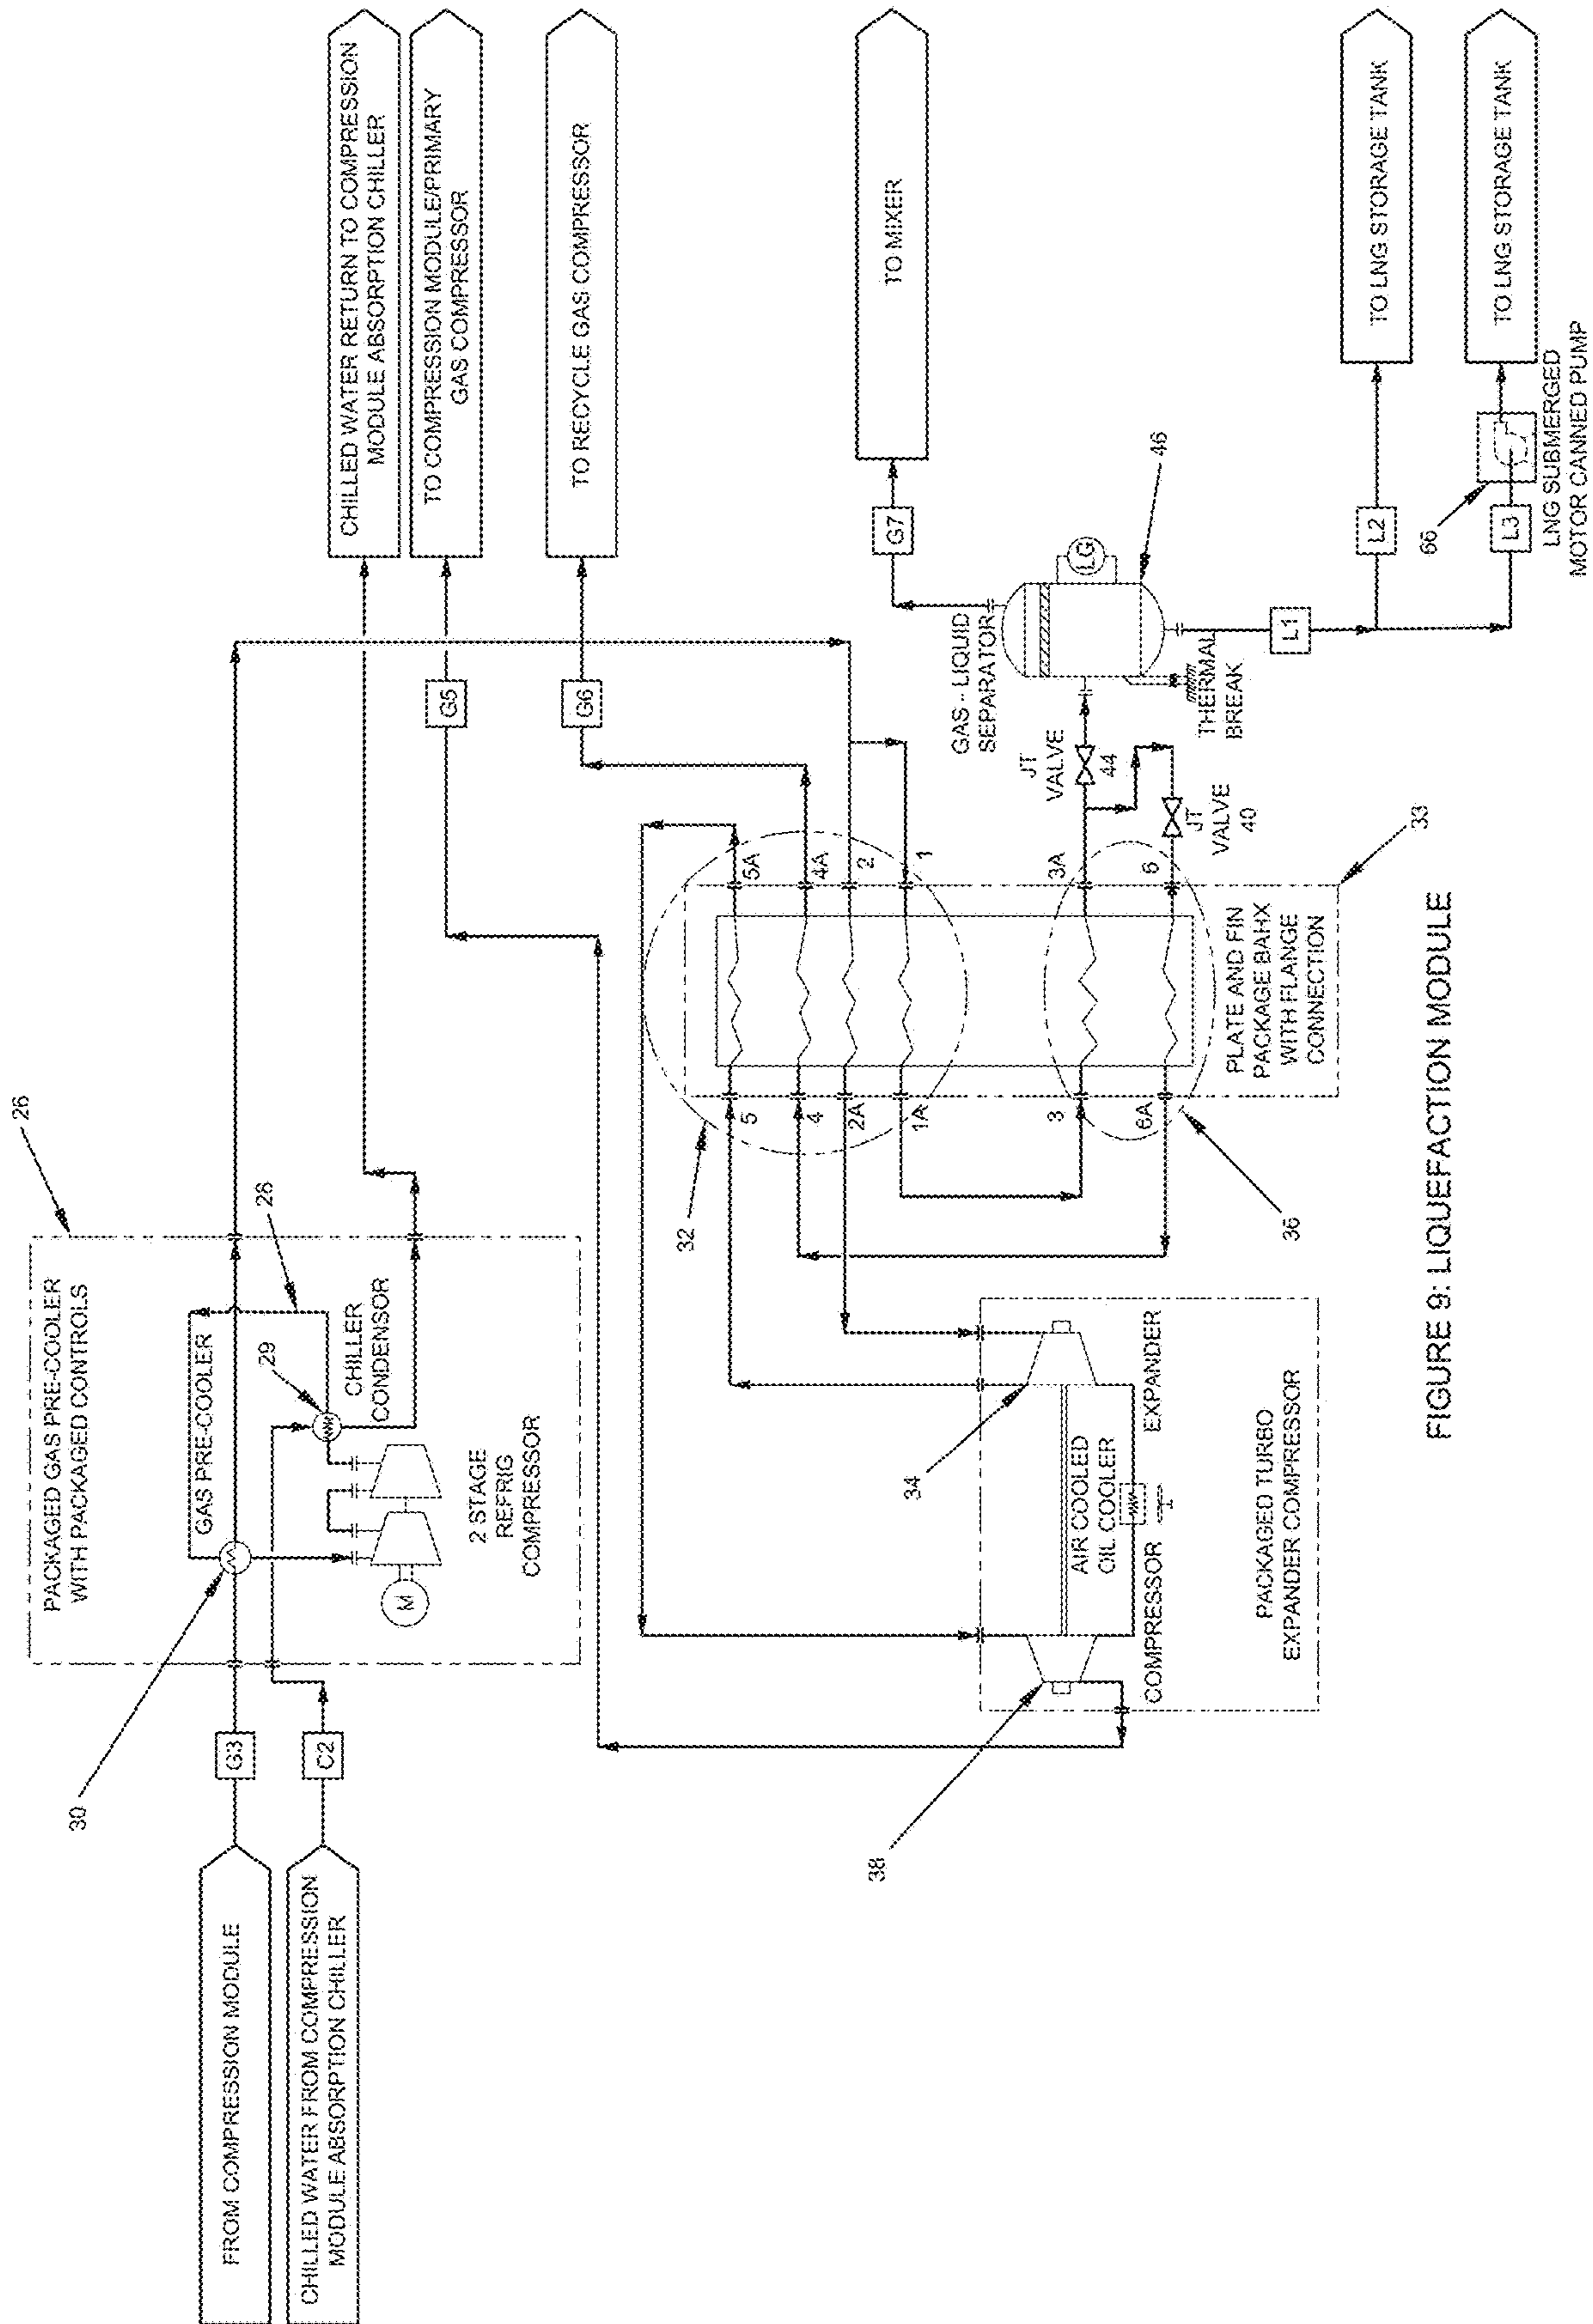 26
PACKAGED GAS PRE-COOLER
WITH PACKAGED CONTROLS
30
GAS PRE-COOLER
28
29
CHILLER
CONDENSOR
M
2 STAGE
REFRIG
COMPRESSOR
FROM COMPRESSION MODULE
G3
CHILLED WATER FROM COMPRESSION
MODULE ABSORPTION CHILLER
C2
CHILLED WATER RETURN TO COMPRESSION
MODULE ABSORPTION CHILLER
TO COMPRESSION MODULE/PRIMARY
GAS COMPRESSOR
G5
TO RECYCLE GAS COMPRESSOR
G6
32
5
4
2A
1A
3
6A
5A
4A
2
1
3A
6
36
PLATE AND FIN
PACKAGE BAHX
WITH FLANGE
CONNECTION
33
JT
VALVE
44
JT
VALVE
40
GAS - LIQUID
SEPARATOR
LG
46
THERMAL
BREAK
G7
TO MIXER
L1
L2
TO LNG STORAGE TANK
L3
66
TO LNG STORAGE TANK
LNG SUBMERGED
MOTOR CANNED PUMP
38
34
AIR COOLED
OIL COOLER
COMPRESSOR
EXPANDER
PACKAGED TURBO
EXPANDER COMPRESSOR
FIGURE 9: LIQUEFACTION MODULE